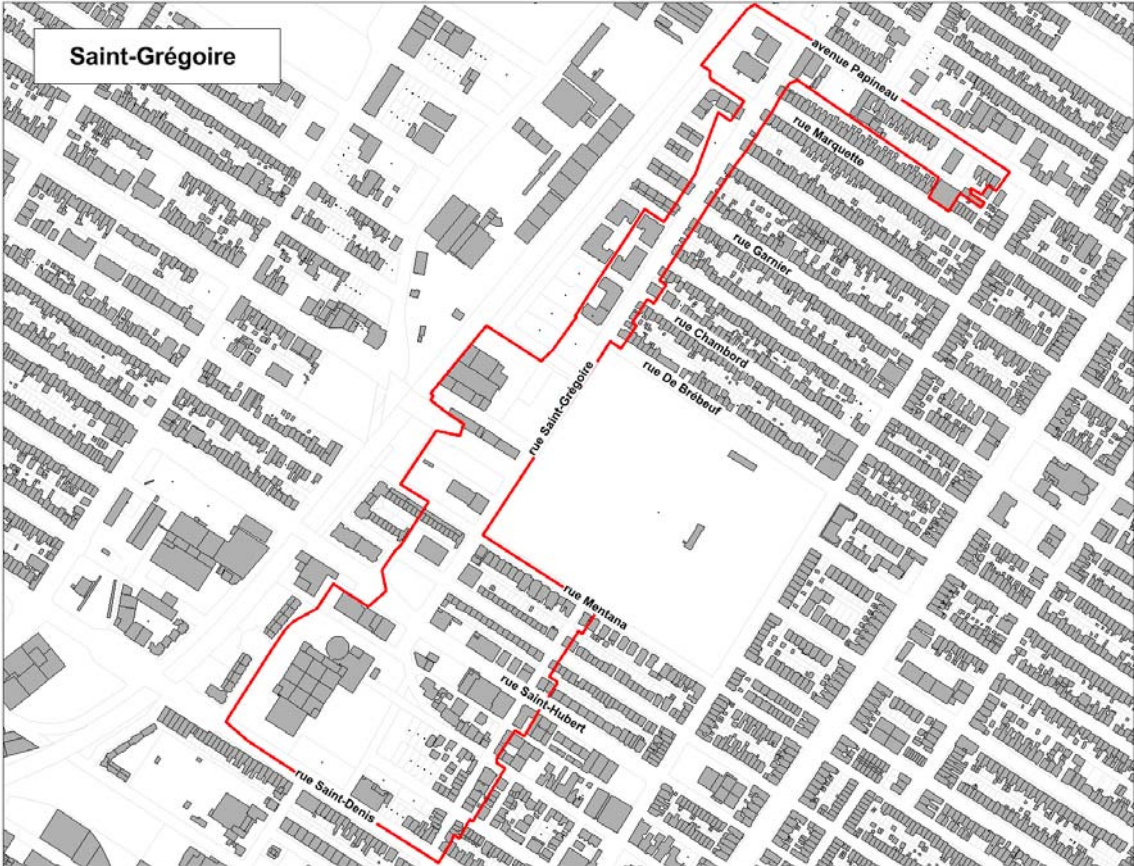 Saint-Grégoire
avenue Papineau
rue Marquette
rue Garnier
rue Chambord
rue De Brébeuf
rue Saint-Grégoire
rue Mentana
rue Saint-Hubert
rue Saint-Denis